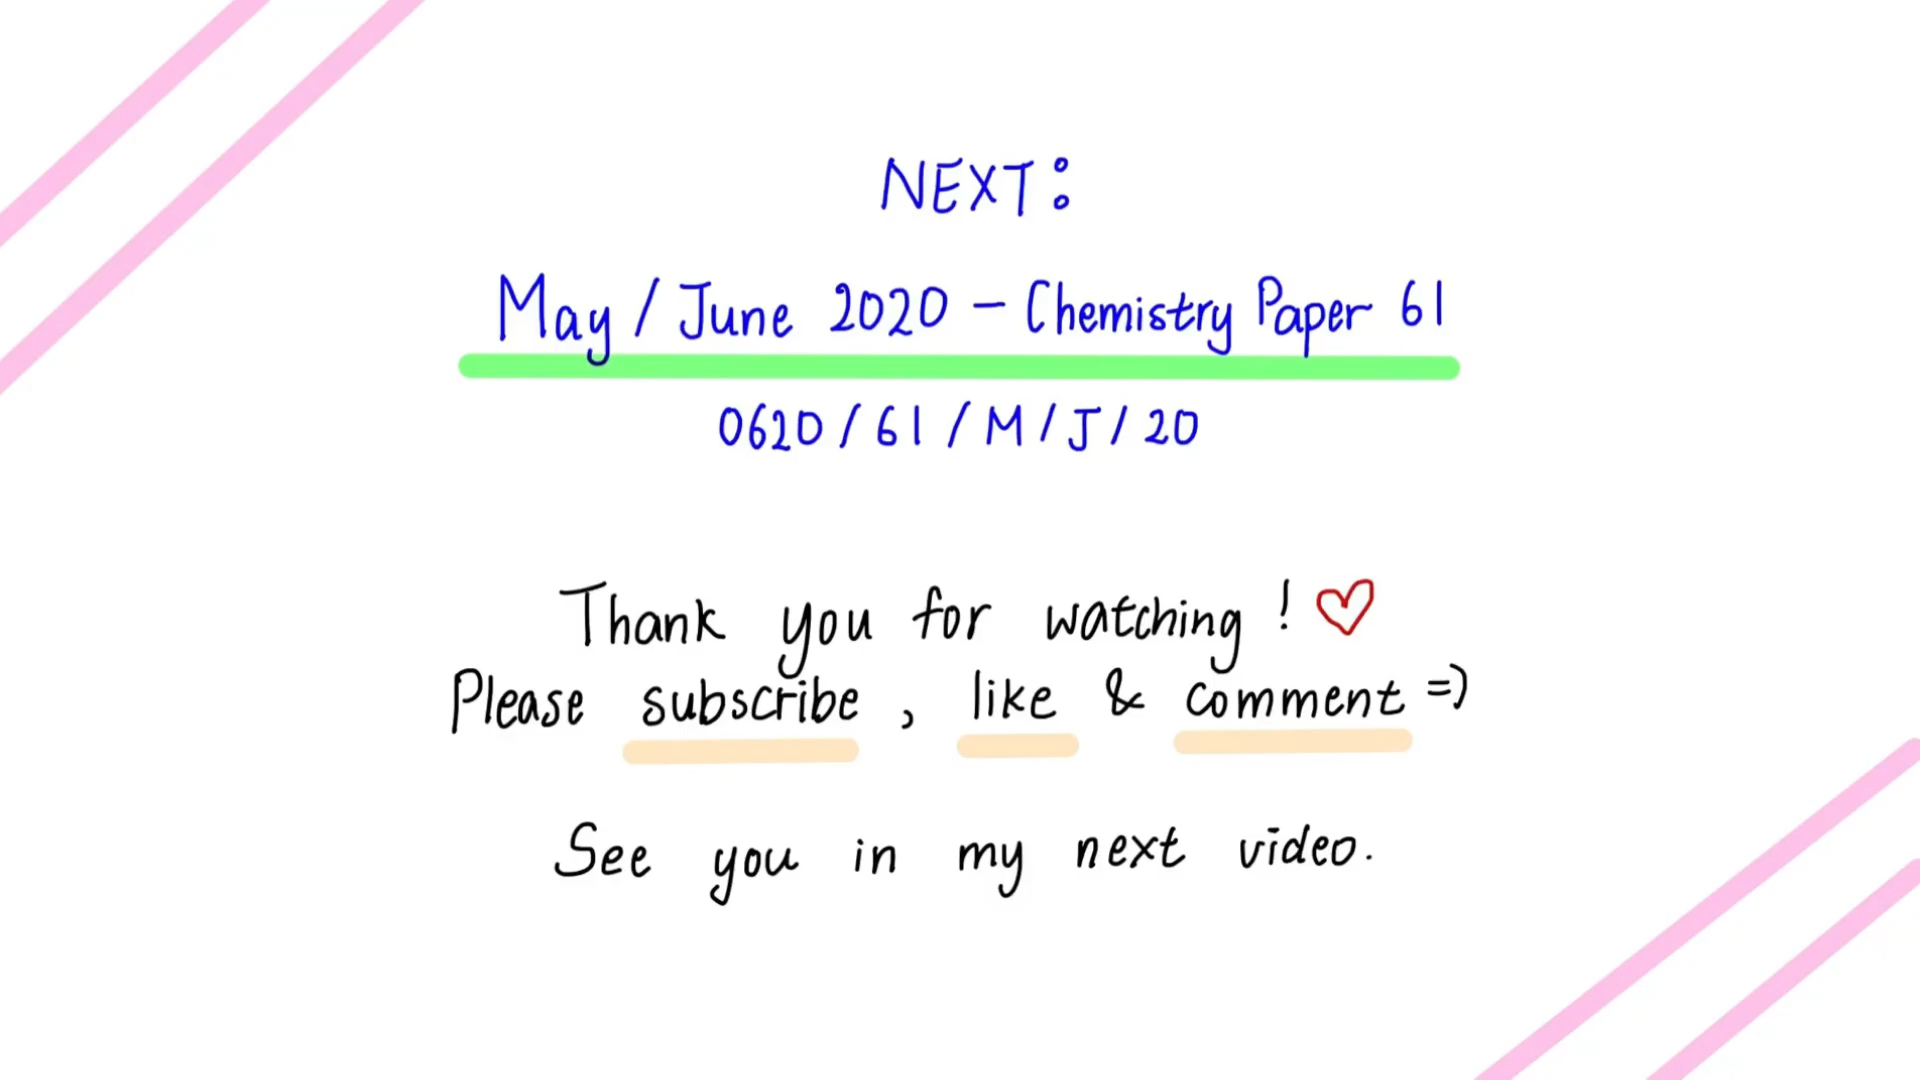 NEXT:
May / June 2020 - Chemistry Paper 61
0620 / 61 / M / J / 20
Thank you for watching ! ♡
Please subscribe , like & comment =)
See you in my next video.